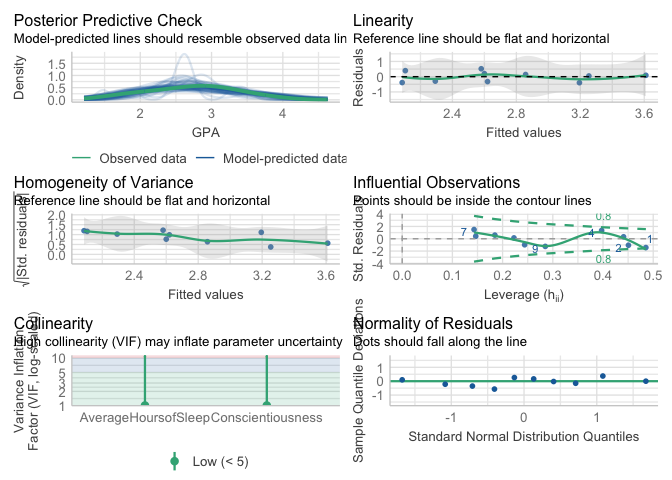 Posterior Predictive Check
Model-predicted lines should resemble observed data lin
Density
1.5
1.0
0.5
0.0
2
3
4
GPA
Observed data
Model-predicted data
Linearity
Reference line should be flat and horizontal
Residuals
1
0
-1
2.4
2.8
3.2
3.6
Fitted values
Homogeneity of Variance
Reference line should be flat and horizontal
√|Std. residuals|
2.0
1.5
1.0
0.5
0.0
2.4
2.8
3.2
3.6
Fitted values
Influential Observations
Points should be inside the contour lines
Std. Residuals
4
2
0
-2
-4
0.8
0.8
7
9
4
2
1
0.0
0.1
0.2
0.3
0.4
0.5
Leverage (hii)
Collinearity
High collinearity (VIF) may inflate parameter uncertainty
Variance Inflation
Factor (VIF, log-scaled)
10
5
3
2
1
AverageHoursofSleep
Conscientiousness
Low (< 5)
Normality of Residuals
Dots should fall along the line
Sample Quantile Deviations
1
0
-1
-1
0
1
Standard Normal Distribution Quantiles